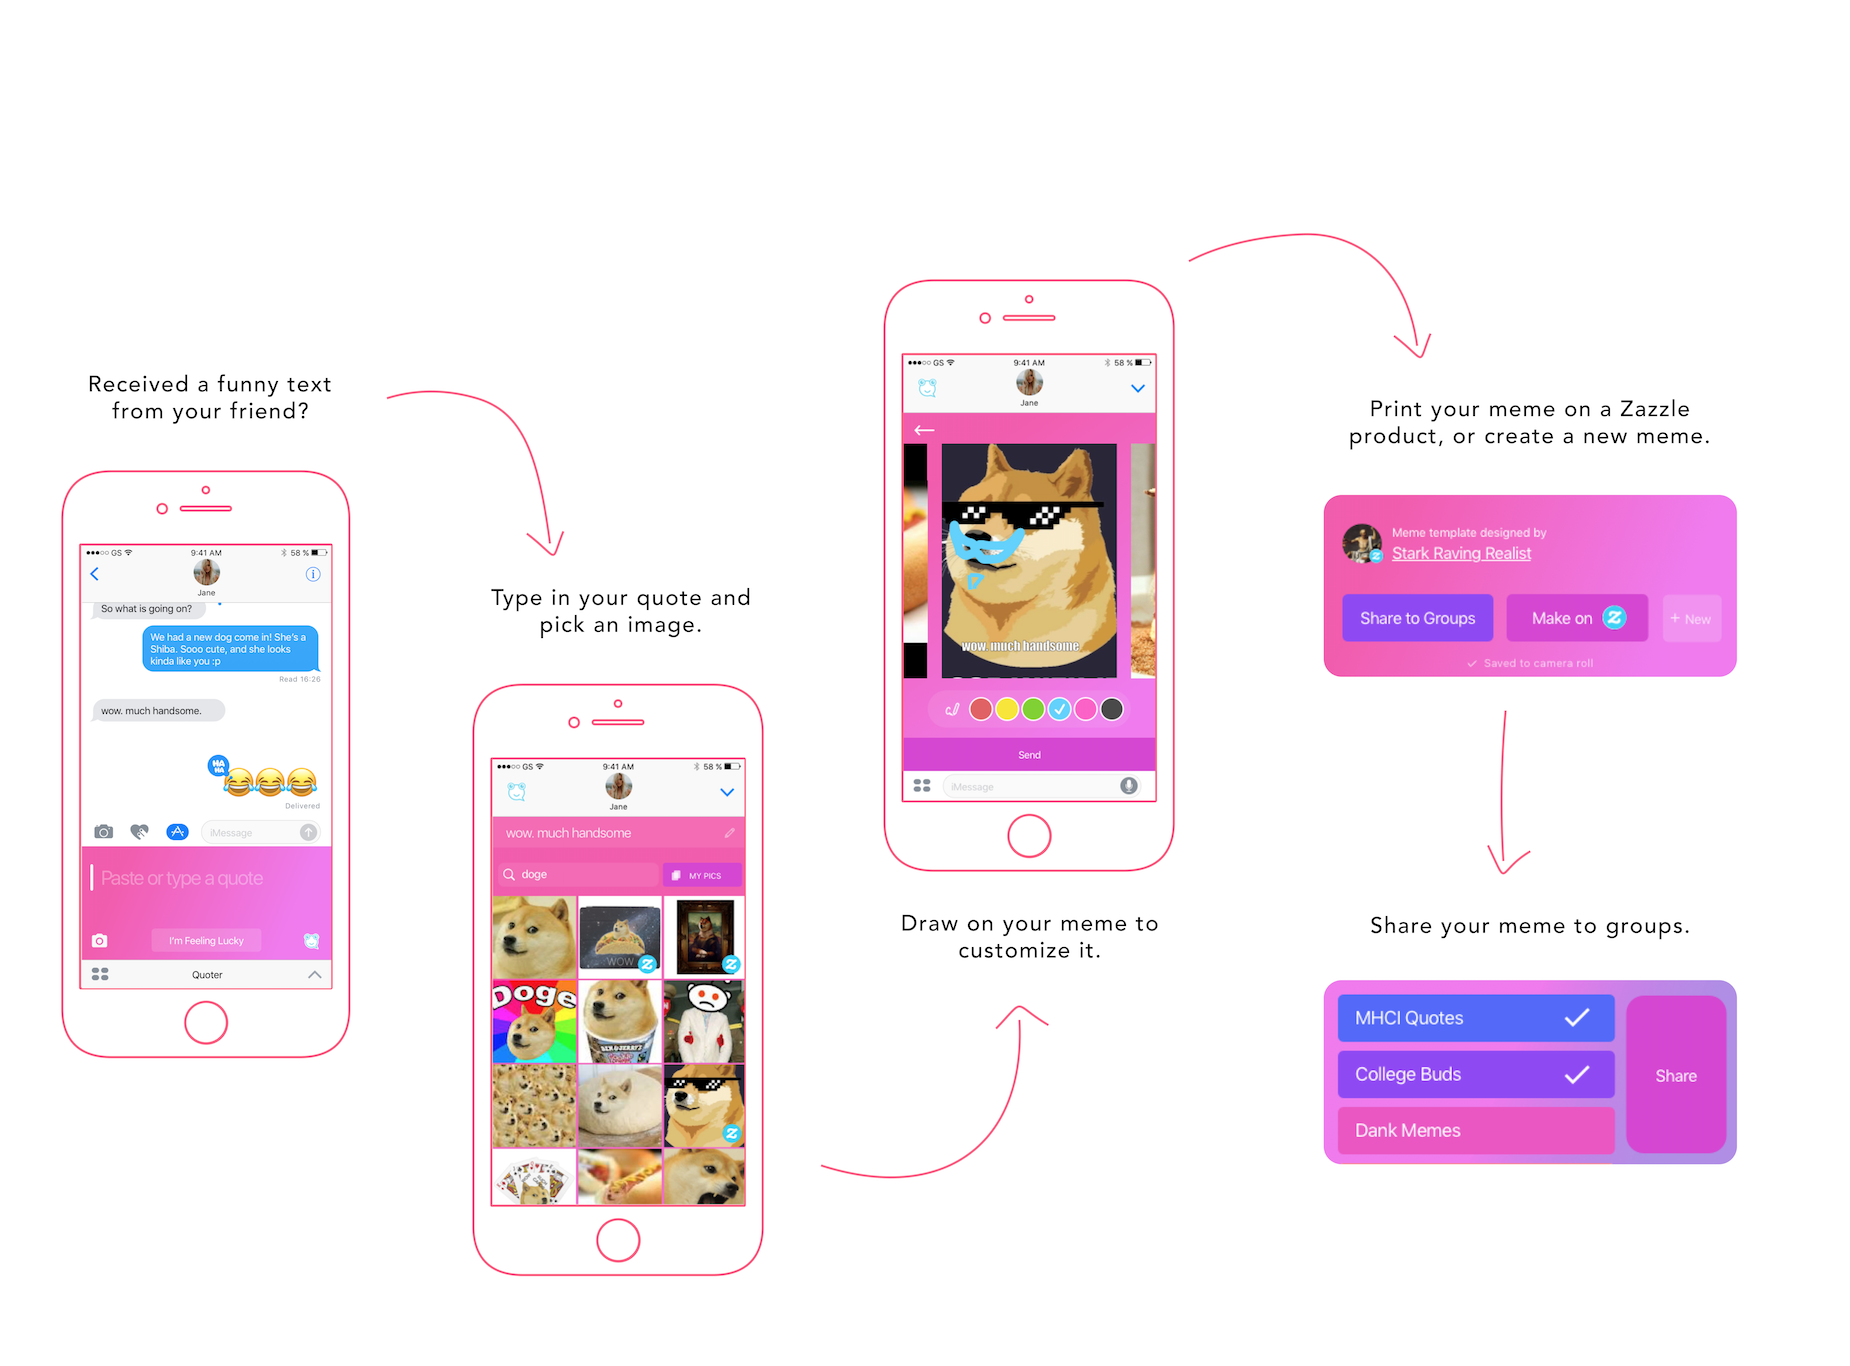 Received a funny text
from your friend?
GS
9:41 AM
58 %
Jane
So what is going on?
We had a new dog come in! She's a
Shiba. Sooo cute, and she looks
kinda like you :p
Read 16:26
wow. much handsome.
HA
HA
Delivered
iMessage
Paste or type a quote
I'm Feeling Lucky
Quoter
Type in your quote and
pick an image.
GS
9:41 AM
58 %
Jane
wow. much handsome
doge
MY PICS
WOW
Z
Z
Doge
BEN & JERRY'S
Z
GS
9:41 AM
58 %
Jane
wow. much handsome
Send
iMessage
Draw on your meme to
customize it.
Print your meme on a Zazzle
product, or create a new meme.
Meme template designed by
Z
Stark Raving Realist
Share to Groups
Make on Z
+ New
✓ Saved to camera roll
Share your meme to groups.
MHCI Quotes
College Buds
Dank Memes
Share